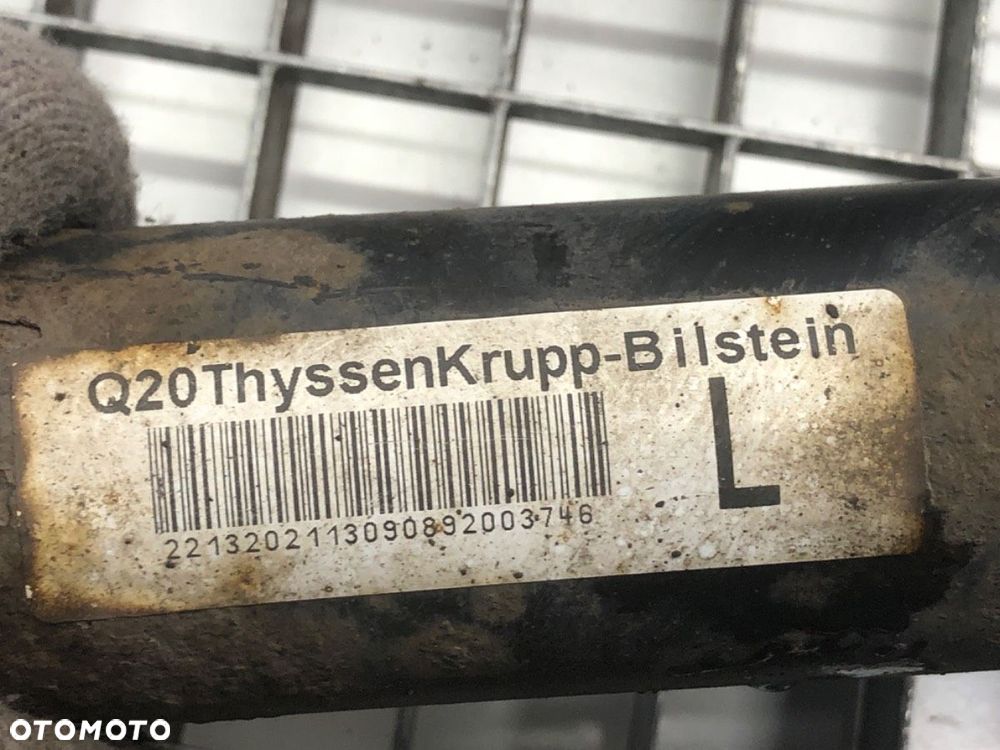 Q20ThyssenKrupp-Bilstein
L
2213202113090892003746
OTOMOTO